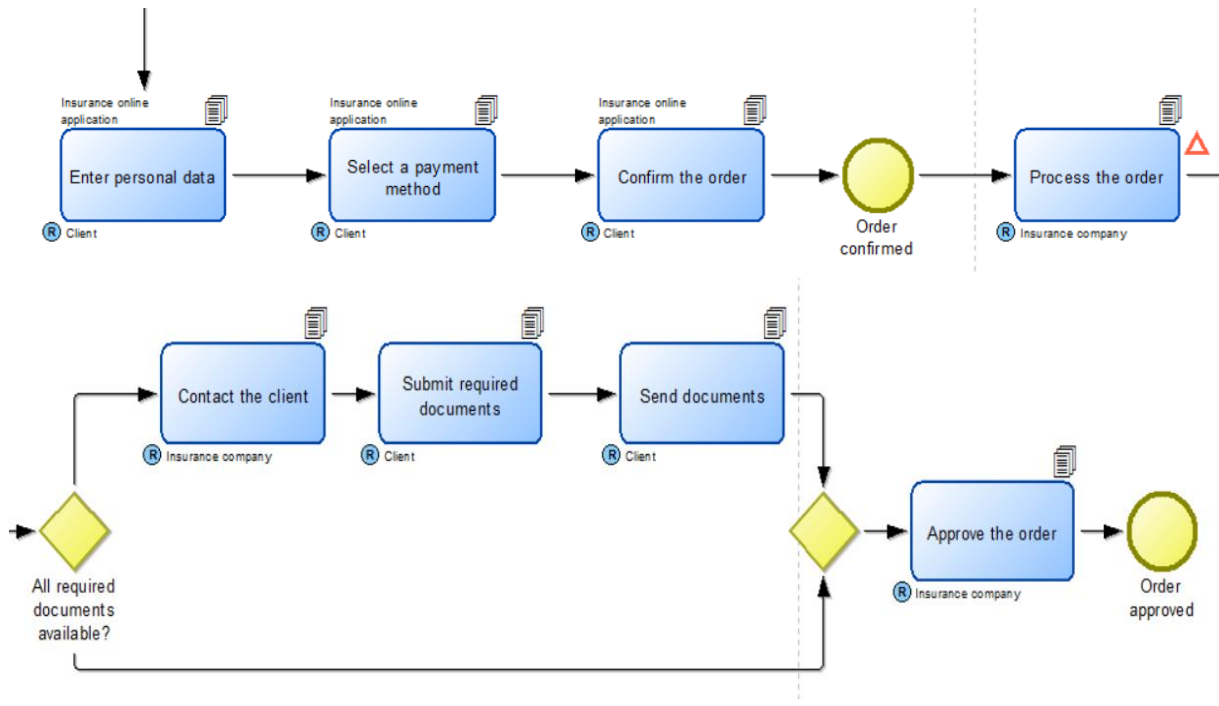 Insurance online
application
Enter personal data
R Client
Insurance online
application
Select a payment
method
R Client
Insurance online
application
Confirm the order
R Client
Order
confirmed
Process the order
R Insurance company
Contact the client
R Insurance company
Submit required
documents
R Client
Send documents
R Client
All required
documents
available?
Approve the order
R Insurance company
Order
approved